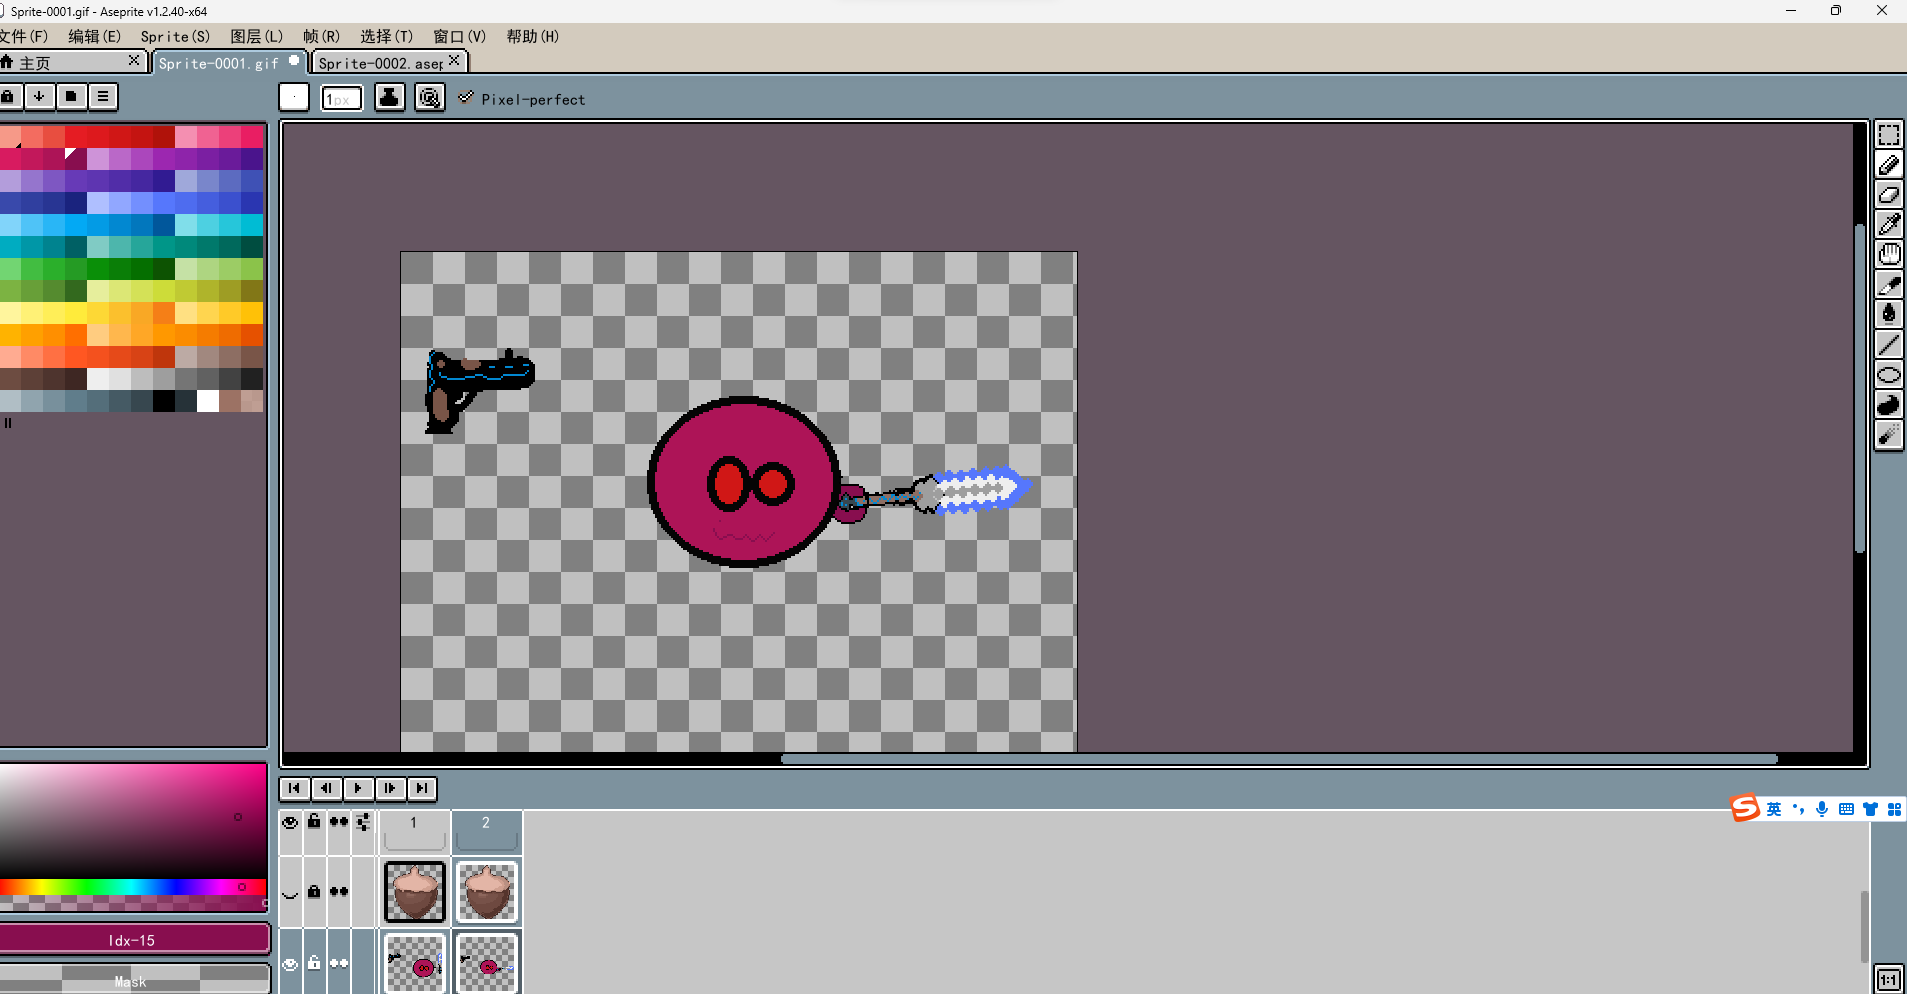 Sprite-0001.gif - Aseprite v1.2.40-x64
文件(F) 编辑(E) Sprite(S) 图层(L) 帧(R) 选择(T) 窗口(V) 帮助(H)
主页 Sprite-0001.gif Sprite-0002.asep
1px Pixel-perfect
1 2
英
Idx-15
Mask
1:1